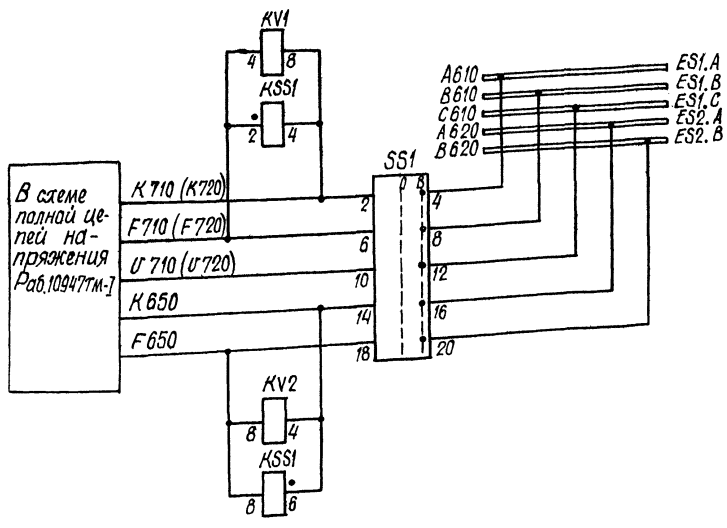 KV1
4 8
KSS1
2 4
A610 ES1.A
B610 ES1.B
C610 ES1.C
A620 ES2.A
B620 ES2.B
SS1
0 B
В схеме
полной це-
пей на-
пряжения
Раб.10947тм-I
K710 (K720)
F710 (F720)
U710 (U720)
K650
F650
2 4
6 8
10 12
14 16
18 20
KV2
8 4
KSS1
8 6